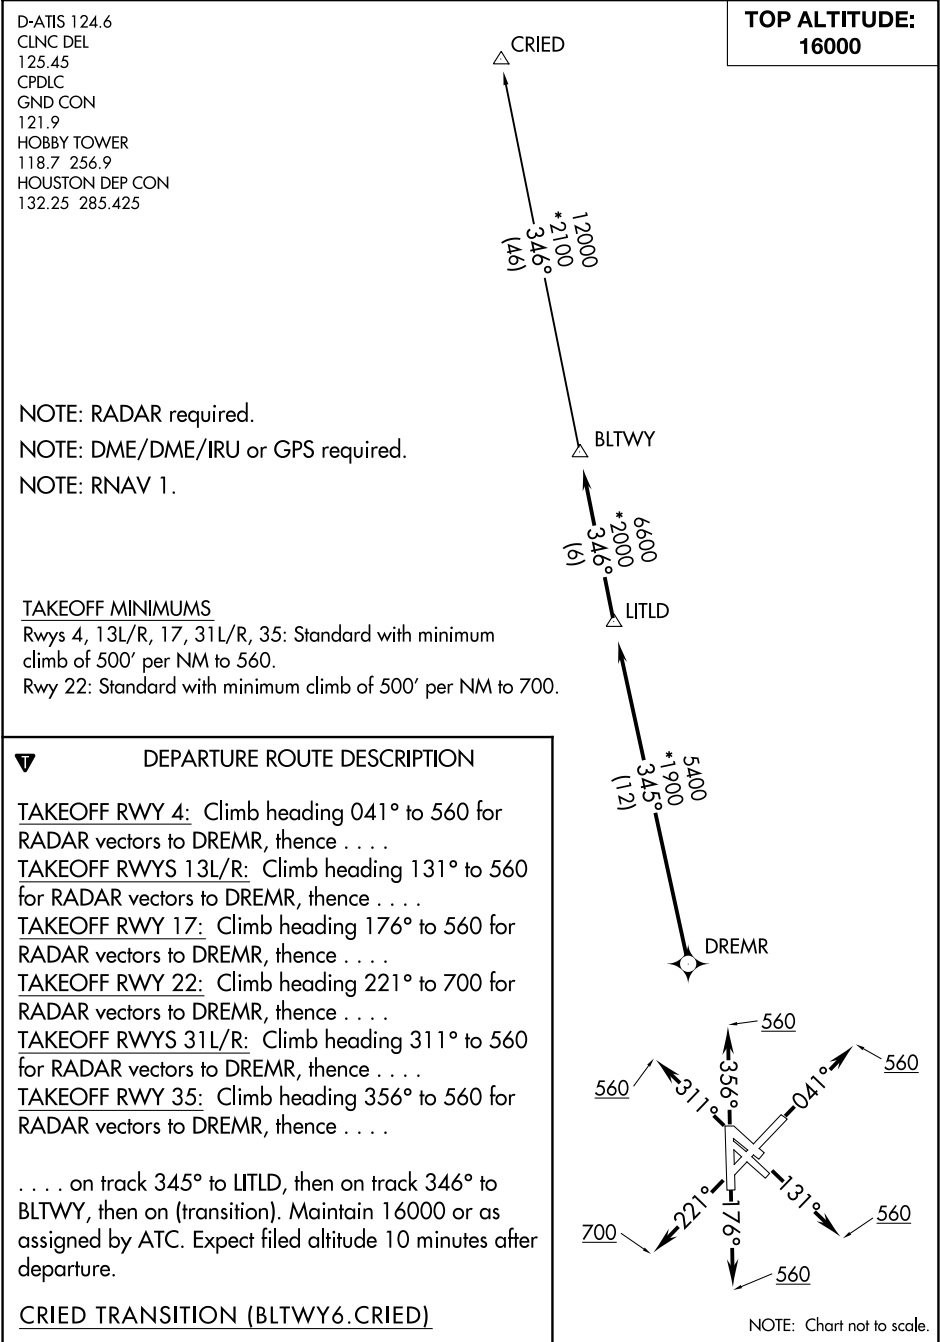 D-ATIS 124.6
CLNC DEL
125.45
CPDLC
GND CON
121.9
HOBBY TOWER
118.7 256.9
HOUSTON DEP CON
132.25 285.425
TOP ALTITUDE:
16000
CRIED
12000
*2100
346°
(46)
NOTE: RADAR required.
NOTE: DME/DME/IRU or GPS required.
NOTE: RNAV 1.
BLTWY
6600
*2000
346°
(6)
LITLD
TAKEOFF MINIMUMS
Rwys 4, 13L/R, 17, 31L/R, 35: Standard with minimum
climb of 500' per NM to 560.
Rwy 22: Standard with minimum climb of 500' per NM to 700.
5400
*1900
345°
(12)
DREMR
T
DEPARTURE ROUTE DESCRIPTION
TAKEOFF RWY 4: Climb heading 041° to 560 for
RADAR vectors to DREMR, thence . . . .
TAKEOFF RWYS 13L/R: Climb heading 131° to 560
for RADAR vectors to DREMR, thence . . . .
TAKEOFF RWY 17: Climb heading 176° to 560 for
RADAR vectors to DREMR, thence . . . .
TAKEOFF RWY 22: Climb heading 221° to 700 for
RADAR vectors to DREMR, thence . . . .
TAKEOFF RWYS 31L/R: Climb heading 311° to 560
for RADAR vectors to DREMR, thence . . . .
TAKEOFF RWY 35: Climb heading 356° to 560 for
RADAR vectors to DREMR, thence . . . .
. . . . on track 345° to LITLD, then on track 346° to
BLTWY, then on (transition). Maintain 16000 or as
assigned by ATC. Expect filed altitude 10 minutes after
departure.
CRIED TRANSITION (BLTWY6.CRIED)
560
356°
560
041°
560
311°
131°
560
221°
700
176°
560
NOTE: Chart not to scale.